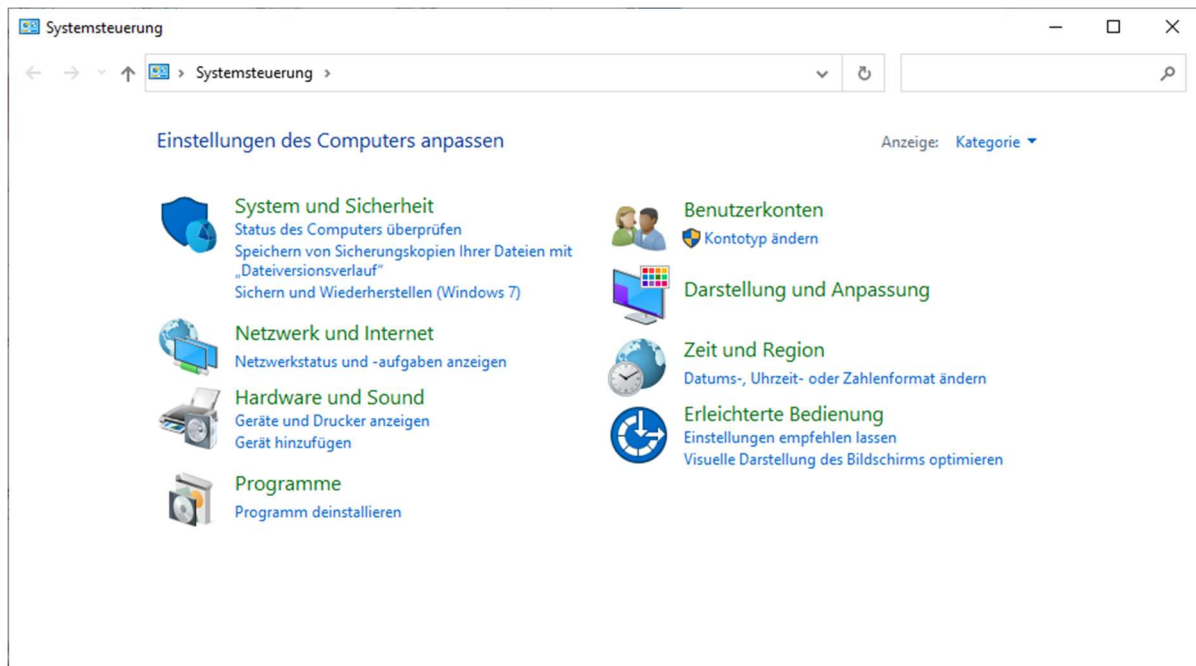 Systemsteuerung
Systemsteuerung
Einstellungen des Computers anpassen
Anzeige: Kategorie
System und Sicherheit
Status des Computers überprüfen
Speichern von Sicherungskopien Ihrer Dateien mit
„Dateiversionsverlauf“
Sichern und Wiederherstellen (Windows 7)
Netzwerk und Internet
Netzwerkstatus und -aufgaben anzeigen
Hardware und Sound
Geräte und Drucker anzeigen
Gerät hinzufügen
Programme
Programm deinstallieren
Benutzerkonten
Kontotyp ändern
Darstellung und Anpassung
Zeit und Region
Datums-, Uhrzeit- oder Zahlenformat ändern
Erleichterte Bedienung
Einstellungen empfehlen lassen
Visuelle Darstellung des Bildschirms optimieren